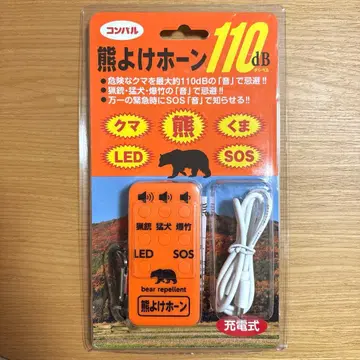 コンパル
熊よけホーン110dB
●危険なクマを最大約110dBの「音」で忌避!!
●猟銃・猛犬・爆竹の「音」で忌避!!
●万一の緊急時にSOS「音」で知らせる!!
クマ 熊 くま
LED SOS
猟銃 猛犬 爆竹
LED SOS
bear repellent
熊よけホーン
充電式